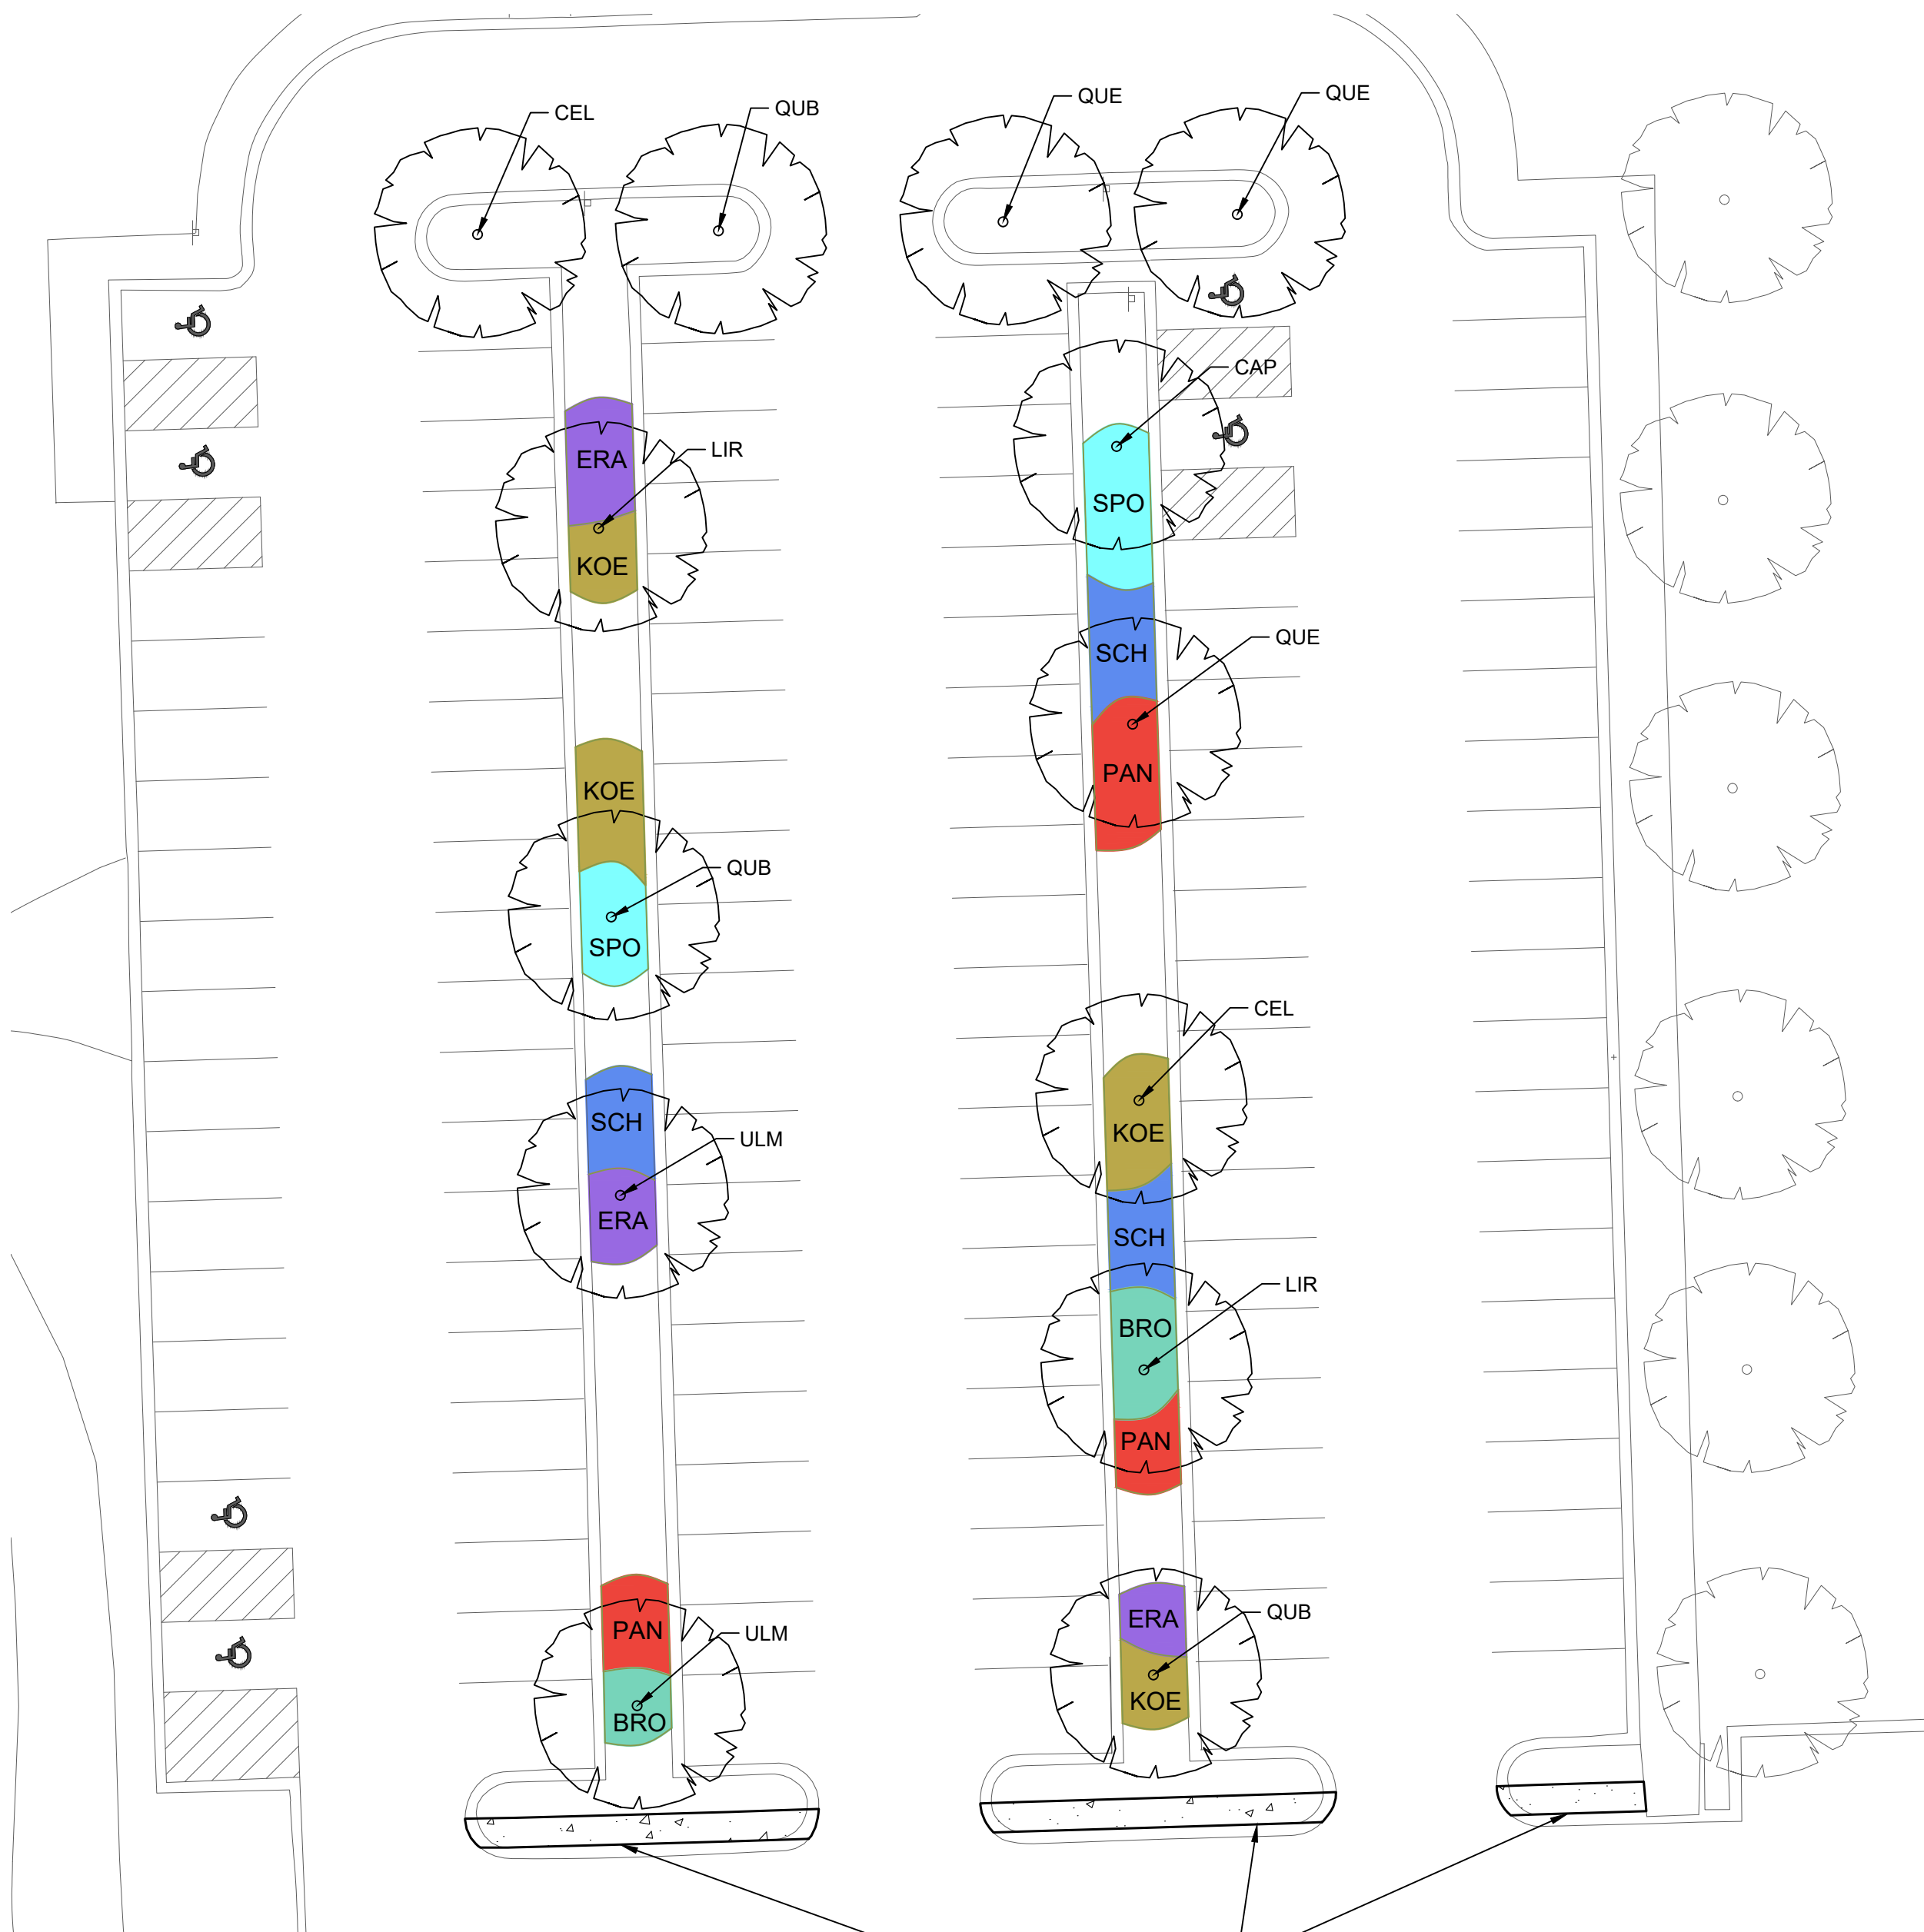 QUE
QUE
QUB
CEL
CAP
LIR
ERA
SPO
KOE
QUE
SCH
PAN
KOE
QUB
SPO
CEL
SCH
KOE
ULM
ERA
SCH
LIR
BRO
PAN
QUB
ERA
PAN
ULM
KOE
BRO